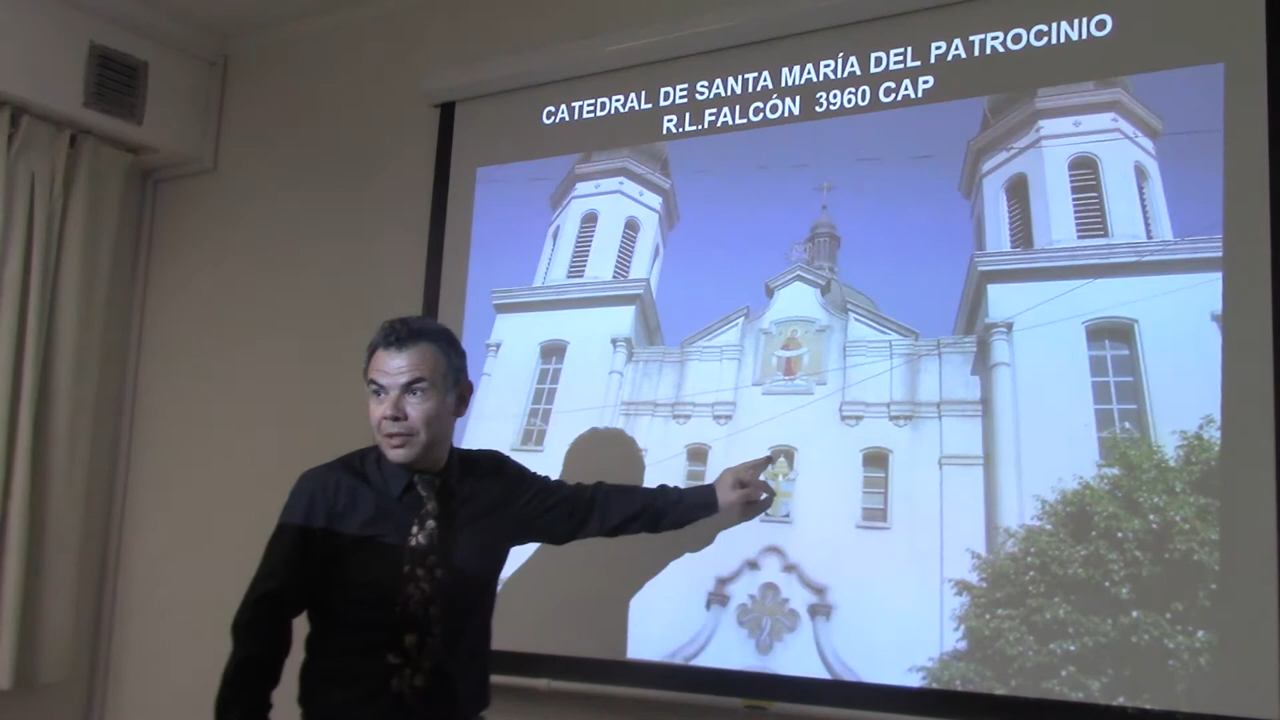 CATEDRAL DE SANTA MARÍA DEL PATROCINIO
R.L.FALCÓN 3960 CAP